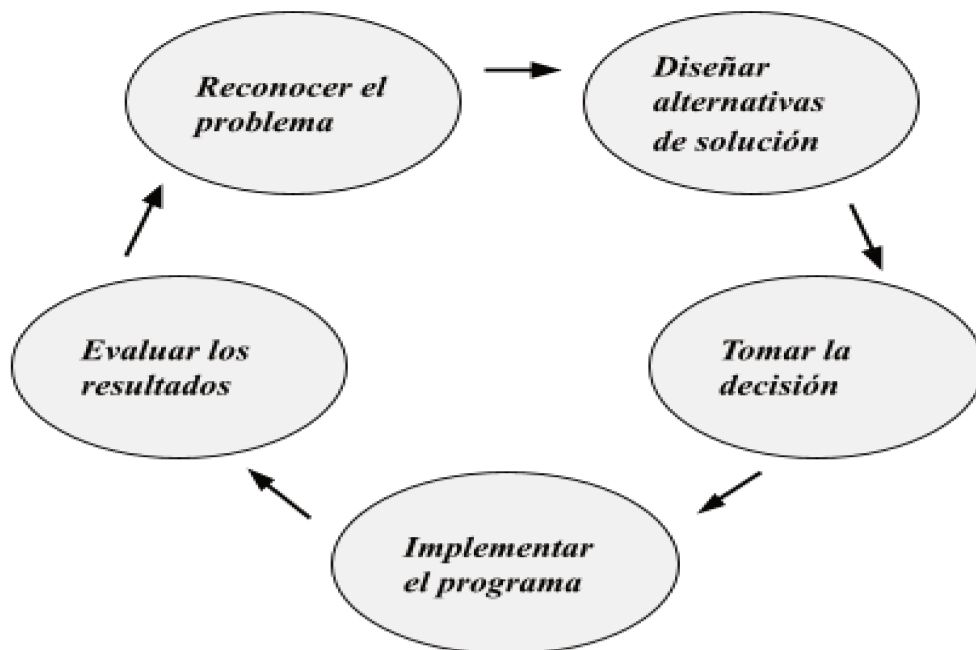 Reconocer el
problema
Diseñar
alternativas
de solución
Tomar la
decisión
Implementar
el programa
Evaluar los
resultados